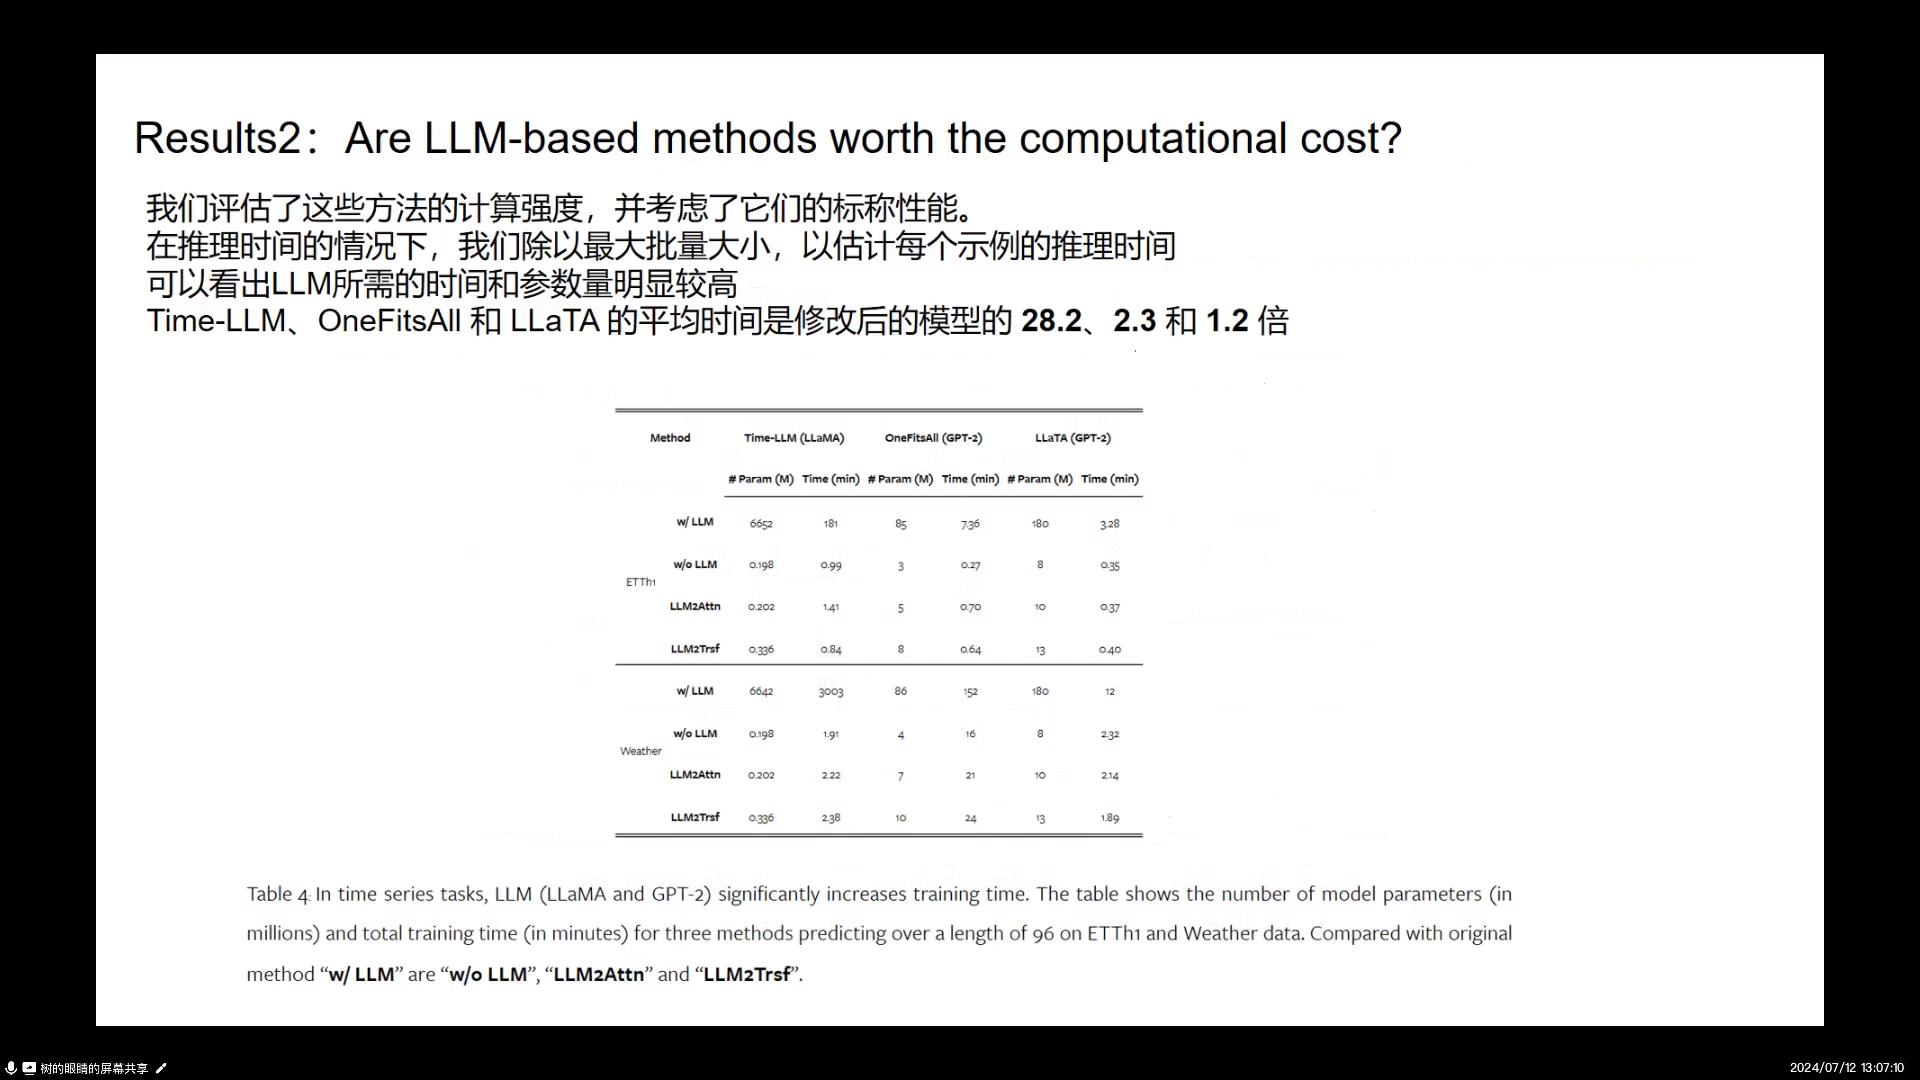 Results2：Are LLM-based methods worth the computational cost?
我们评估了这些方法的计算强度，并考虑了它们的标称性能。
在推理时间的情况下，我们除以最大批量大小，以估计每个示例的推理时间
可以看出LLM所需的时间和参数量明显较高
Time-LLM、OneFitsAll 和 LLaTA 的平均时间是修改后的模型的 28.2、2.3 和 1.2 倍
Method Time-LLM (LLaMA) OneFitsAll (GPT-2) LLaTA (GPT-2)
# Param (M) Time (min) # Param (M) Time (min) # Param (M) Time (min)
w/ LLM 6652 181 85 7.36 180 3.28
w/o LLM 0.198 0.99 3 0.27 8 0.35
ETTh1
LLM2Attn 0.202 1.41 5 0.70 10 0.37
LLM2Trsf 0.336 0.84 8 0.64 13 0.40
w/ LLM 6642 3003 86 152 180 12
w/o LLM 0.198 1.91 4 16 8 2.32
Weather
LLM2Attn 0.202 2.22 7 21 10 2.14
LLM2Trsf 0.336 2.38 10 24 13 1.89
Table 4: In time series tasks, LLM (LLaMA and GPT-2) significantly increases training time. The table shows the number of model parameters (in
millions) and total training time (in minutes) for three methods predicting over a length of 96 on ETTh1 and Weather data. Compared with original
method “w/ LLM” are “w/o LLM”, “LLM2Attn” and “LLM2Trsf”.
树的眼睛的屏幕共享
2024/07/12 13:07:10